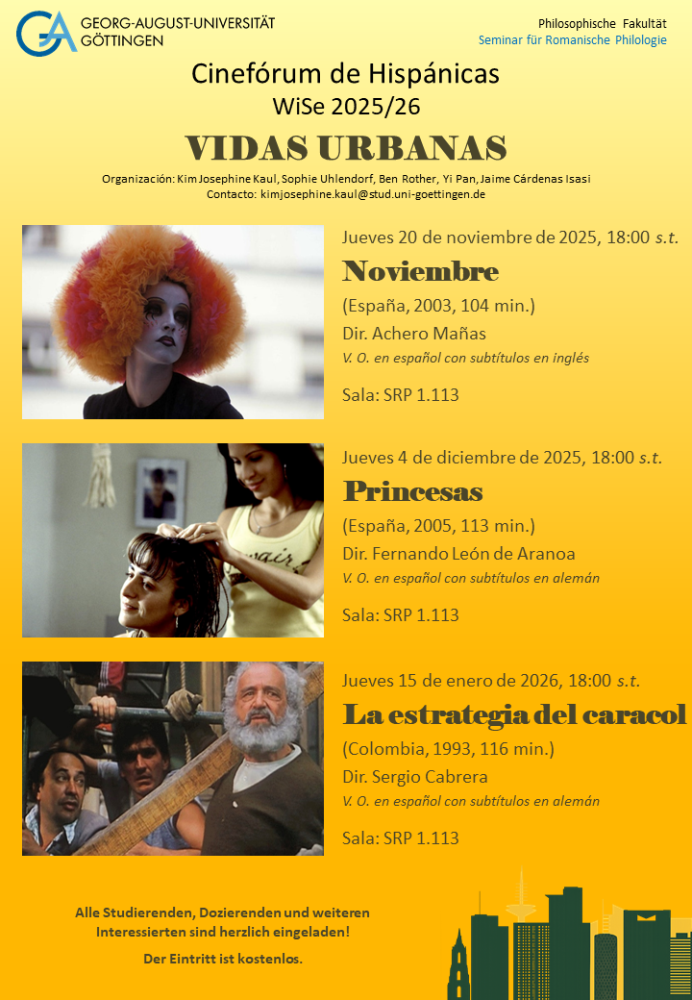 GEORG-AUGUST-UNIVERSITÄT
GÖTTINGEN
Philosophische Fakultät
Seminar für Romanische Philologie
Cinefórum de Hispánicas
WiSe 2025/26
VIDAS URBANAS
Organización: Kim Josephine Kaul, Sophie Uhlendorf, Ben Rother, Yi Pan, Jaime Cárdenas Isasi
Contacto: kimjosephine.kaul@stud.uni-goettingen.de
Jueves 20 de noviembre de 2025, 18:00 s.t.
Noviembre
(España, 2003, 104 min.)
Dir. Achero Mañas
V. O. en español con subtítulos en inglés
Sala: SRP 1.113
Jueves 4 de diciembre de 2025, 18:00 s.t.
Princesas
(España, 2005, 113 min.)
Dir. Fernando León de Aranoa
V. O. en español con subtítulos en alemán
Sala: SRP 1.113
Jueves 15 de enero de 2026, 18:00 s.t.
La estrategia del caracol
(Colombia, 1993, 116 min.)
Dir. Sergio Cabrera
V. O. en español con subtítulos en alemán
Sala: SRP 1.113
Alle Studierenden, Dozierenden und weiteren
Interessierten sind herzlich eingeladen!
Der Eintritt ist kostenlos.